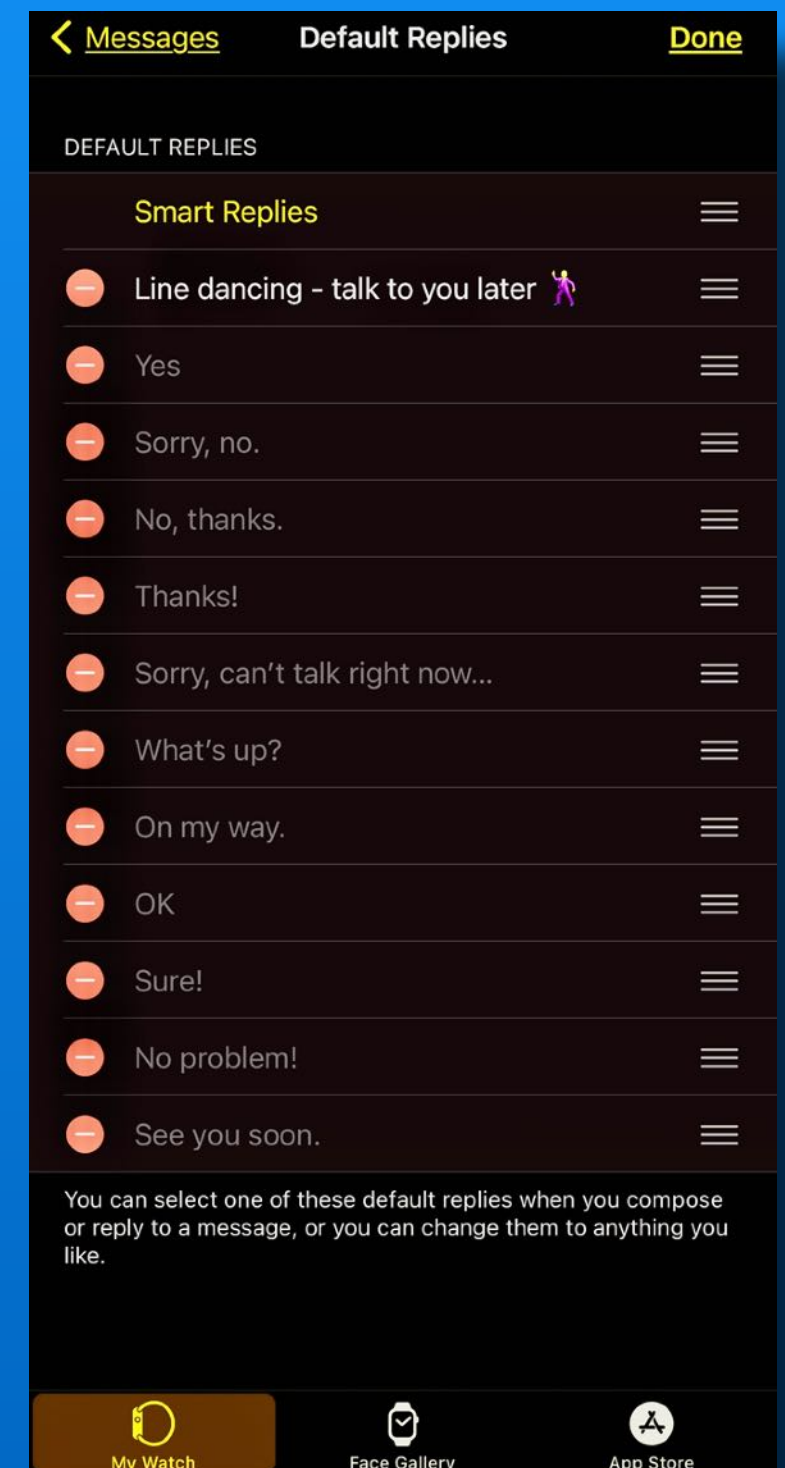 Messages
Default Replies
Done
DEFAULT REPLIES
Smart Replies
Line dancing - talk to you later 🕺
Yes
Sorry, no.
No, thanks.
Thanks!
Sorry, can’t talk right now...
What’s up?
On my way.
OK
Sure!
No problem!
See you soon.
You can select one of these default replies when you compose
or reply to a message, or you can change them to anything you
like.
My Watch
Face Gallery
App Store